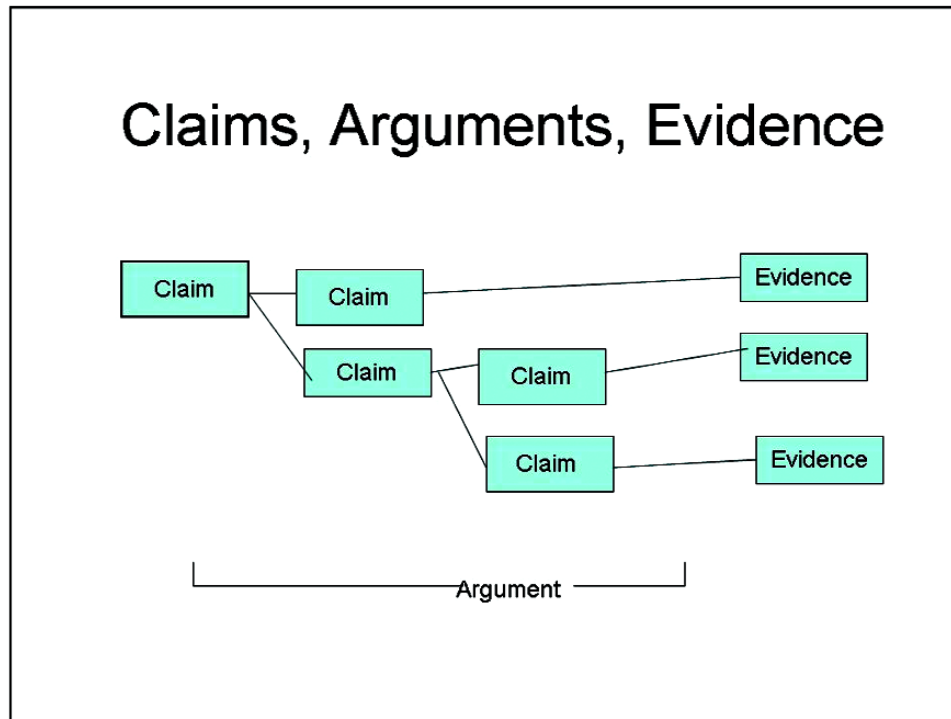 Claims, Arguments, Evidence
Claim
Claim
Evidence
Claim
Claim
Evidence
Claim
Evidence
Argument